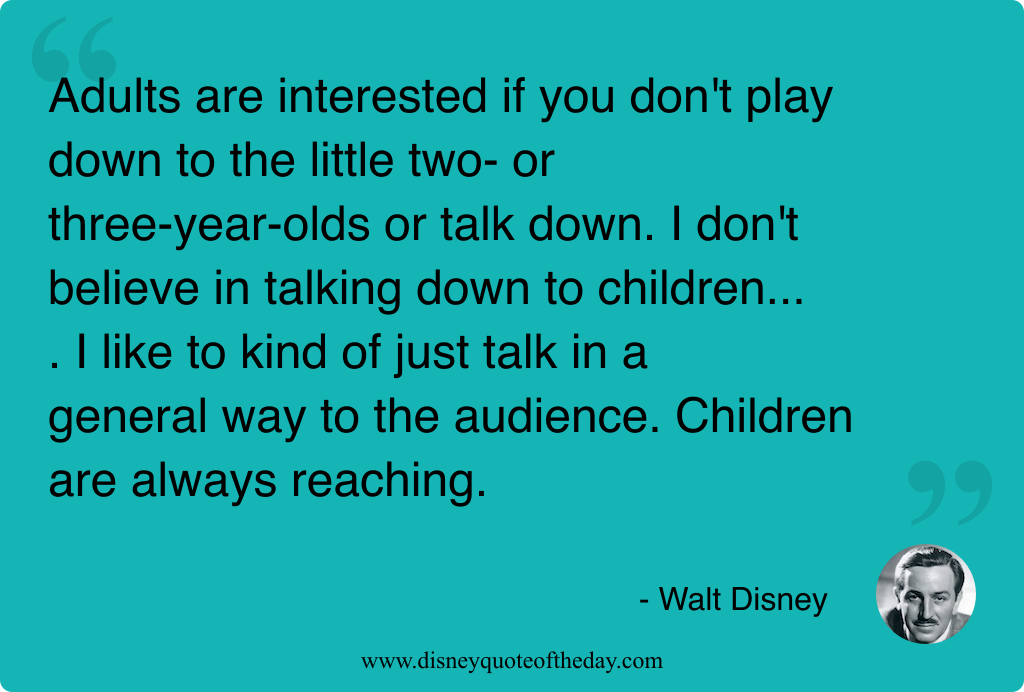 Adults are interested if you don't play
down to the little two- or
three-year-olds or talk down. I don't
believe in talking down to children...
. I like to kind of just talk in a
general way to the audience. Children
are always reaching.
- Walt Disney
www.disneyquoteoftheday.com